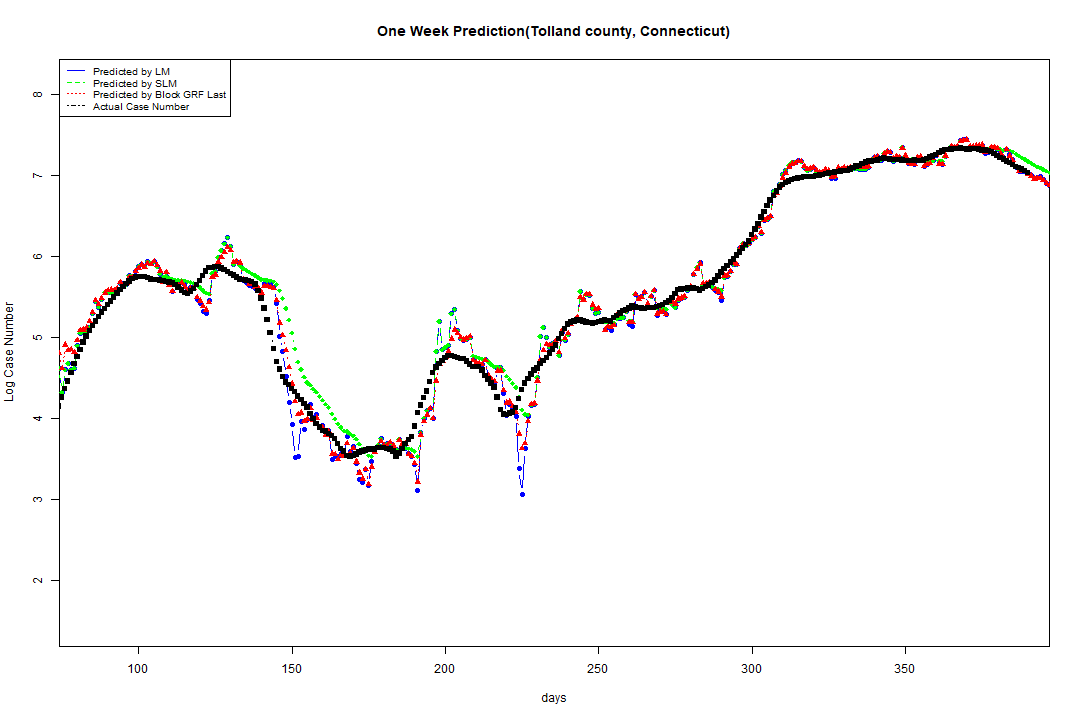 One Week Prediction(Tolland county, Connecticut)
Predicted by LM
Predicted by SLM
Predicted by Block GRF Last
Actual Case Number
8
7
6
5
4
3
2
Log Case Number
100 150 200 250 300 350
days